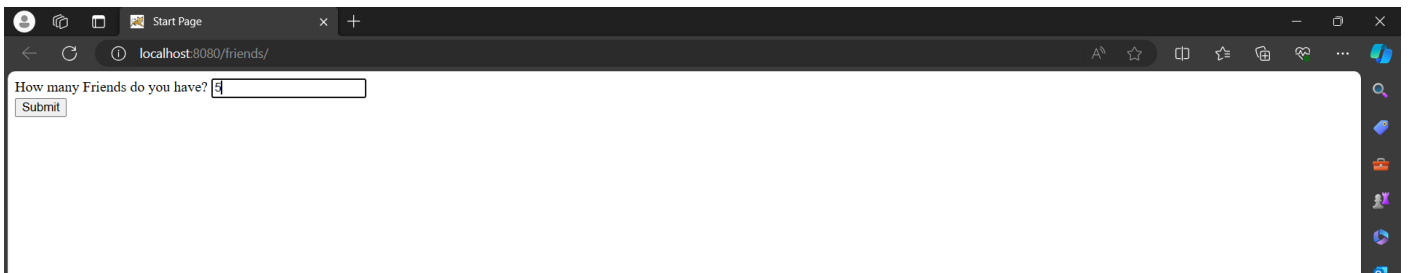 Start Page
localhost:8080/friends/
How many Friends do you have? 5
Submit